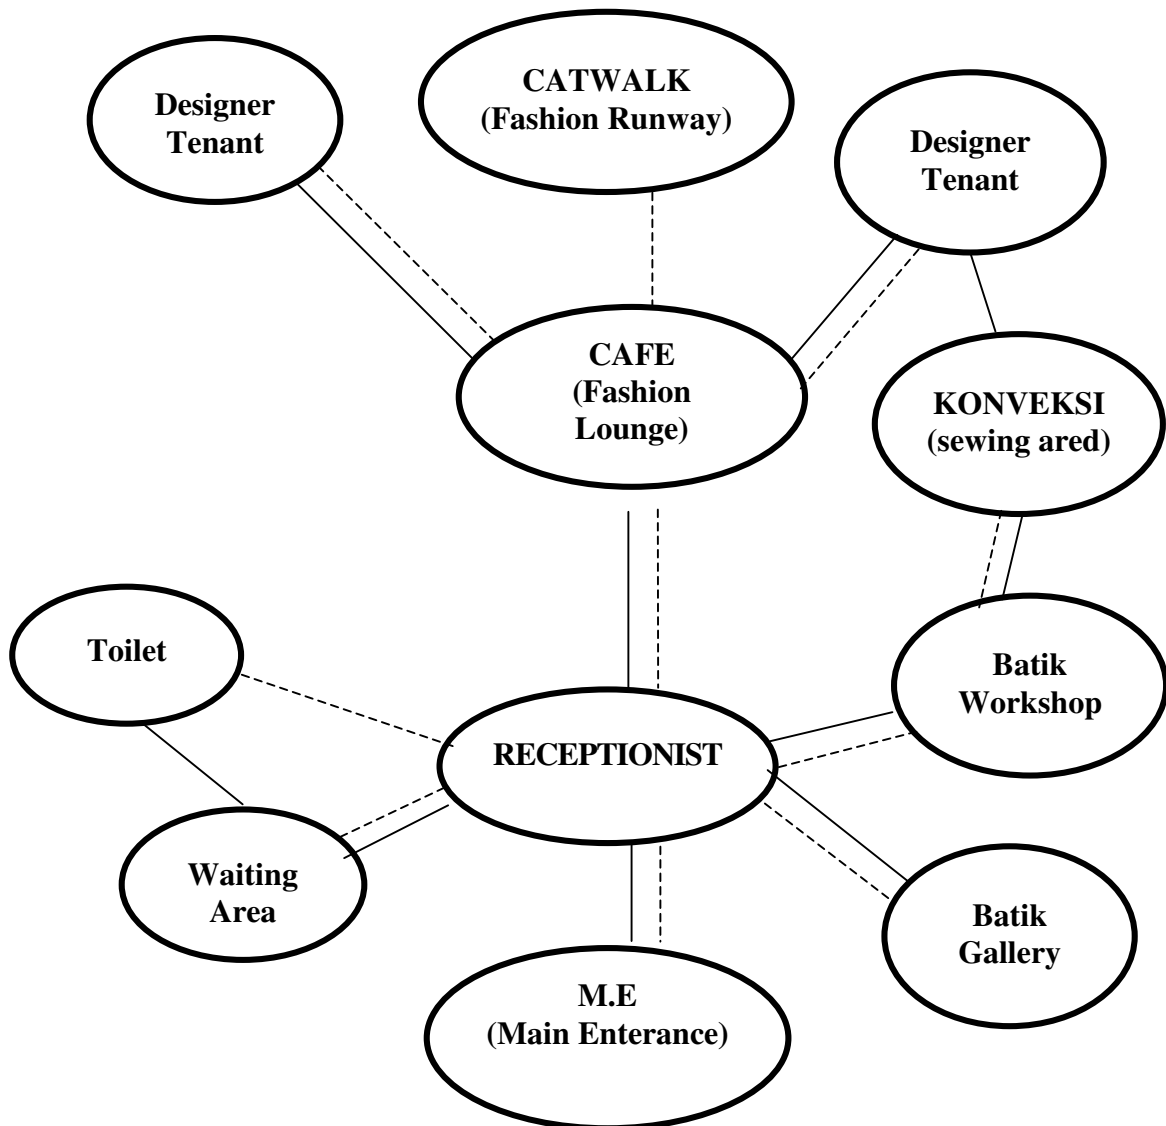 CATWALK
(Fashion Runway)
Designer
Tenant
Designer
Tenant
CAFE
(Fashion
Lounge)
KONVEKSI
(sewing ared)
Toilet
Batik
Workshop
RECEPTIONIST
Waiting
Area
Batik
Gallery
M.E
(Main Enterance)